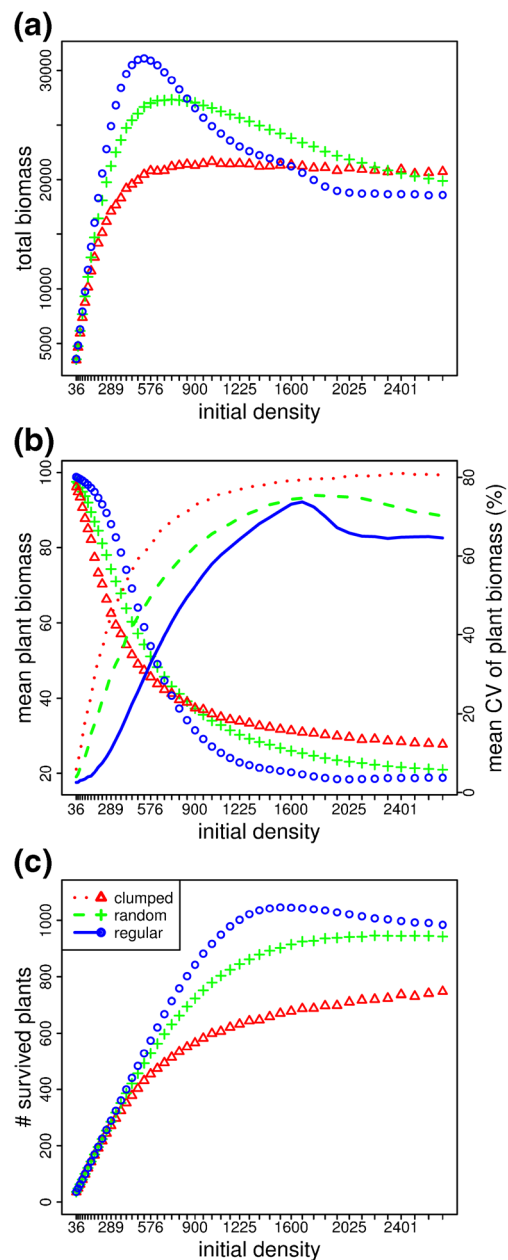 (a)
30000
20000
10000
5000
total biomass
36 289 576 900 1225 1600 2025 2401
initial density
(b)
100
80
60
40
20
mean plant biomass
80
60
40
20
0
mean CV of plant biomass (%)
36 289 576 900 1225 1600 2025 2401
initial density
(c)
clumped
random
regular
1000
800
600
400
200
0
# survived plants
36 289 576 900 1225 1600 2025 2401
initial density